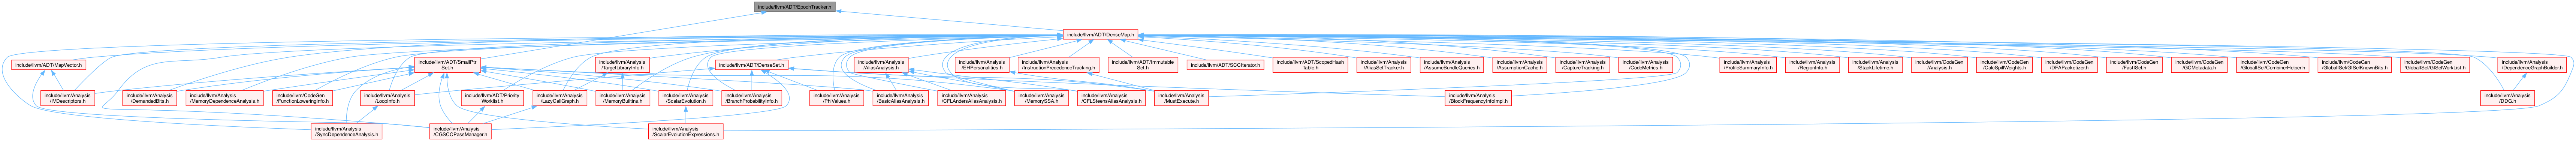 include/llvm/ADT/EpochTracker.h
include/llvm/ADT/DenseMap.h
include/llvm/ADT/MapVector.h
include/llvm/ADT/SmallPtr
Set.h
include/llvm/Analysis
/TargetLibraryInfo.h
include/llvm/ADT/DenseSet.h
include/llvm/Analysis
/AliasAnalysis.h
include/llvm/Analysis
/EHPersonalities.h
include/llvm/Analysis
/InstructionPrecedenceTracking.h
include/llvm/ADT/Immutable
Set.h
include/llvm/ADT/SCCIterator.h
include/llvm/ADT/ScopedHash
Table.h
include/llvm/Analysis
/AliasSetTracker.h
include/llvm/Analysis
/AssumeBundleQueries.h
include/llvm/Analysis
/AssumptionCache.h
include/llvm/Analysis
/CaptureTracking.h
include/llvm/Analysis
/CodeMetrics.h
include/llvm/Analysis
/ProfileSummaryInfo.h
include/llvm/Analysis
/RegionInfo.h
include/llvm/Analysis
/StackLifetime.h
include/llvm/CodeGen
/Analysis.h
include/llvm/CodeGen
/CalcSpillWeights.h
include/llvm/CodeGen
/DFAPacketizer.h
include/llvm/CodeGen
/FastISel.h
include/llvm/CodeGen
/GCMetadata.h
include/llvm/CodeGen
/GlobalISel/CombinerHelper.h
include/llvm/CodeGen
/GlobalISel/GISelKnownBits.h
include/llvm/CodeGen
/GlobalISel/GISelWorkList.h
include/llvm/Analysis
/DependenceGraphBuilder.h
include/llvm/Analysis
/IVDescriptors.h
include/llvm/Analysis
/DemandedBits.h
include/llvm/Analysis
/MemoryDependenceAnalysis.h
include/llvm/CodeGen
/FunctionLoweringInfo.h
include/llvm/Analysis
/LoopInfo.h
include/llvm/ADT/Priority
Worklist.h
include/llvm/Analysis
/LazyCallGraph.h
include/llvm/Analysis
/MemoryBuiltins.h
include/llvm/Analysis
/ScalarEvolution.h
include/llvm/Analysis
/BranchProbabilityInfo.h
include/llvm/Analysis
/PhiValues.h
include/llvm/Analysis
/BasicAliasAnalysis.h
include/llvm/Analysis
/CFLAndersAliasAnalysis.h
include/llvm/Analysis
/MemorySSA.h
include/llvm/Analysis
/CFLSteensAliasAnalysis.h
include/llvm/Analysis
/MustExecute.h
include/llvm/Analysis
/BlockFrequencyInfoImpl.h
include/llvm/Analysis
/DDG.h
include/llvm/Analysis
/SyncDependenceAnalysis.h
include/llvm/Analysis
/CGSCCPassManager.h
include/llvm/Analysis
/ScalarEvolutionExpressions.h